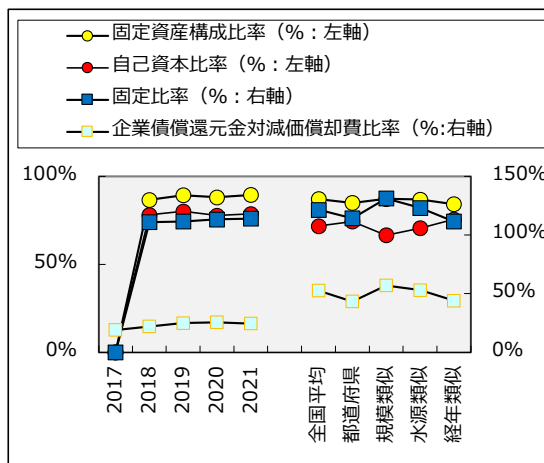 固定資産構成比率（%：左軸）
自己資本比率（%：左軸）
固定比率（%：右軸）
企業債償還元金対減価償却費比率（%:右軸）
100%
50%
0%
150%
100%
50%
0%
2017
2018
2019
2020
2021
全国平均
都道府県
規模類似
水源類似
経年類似